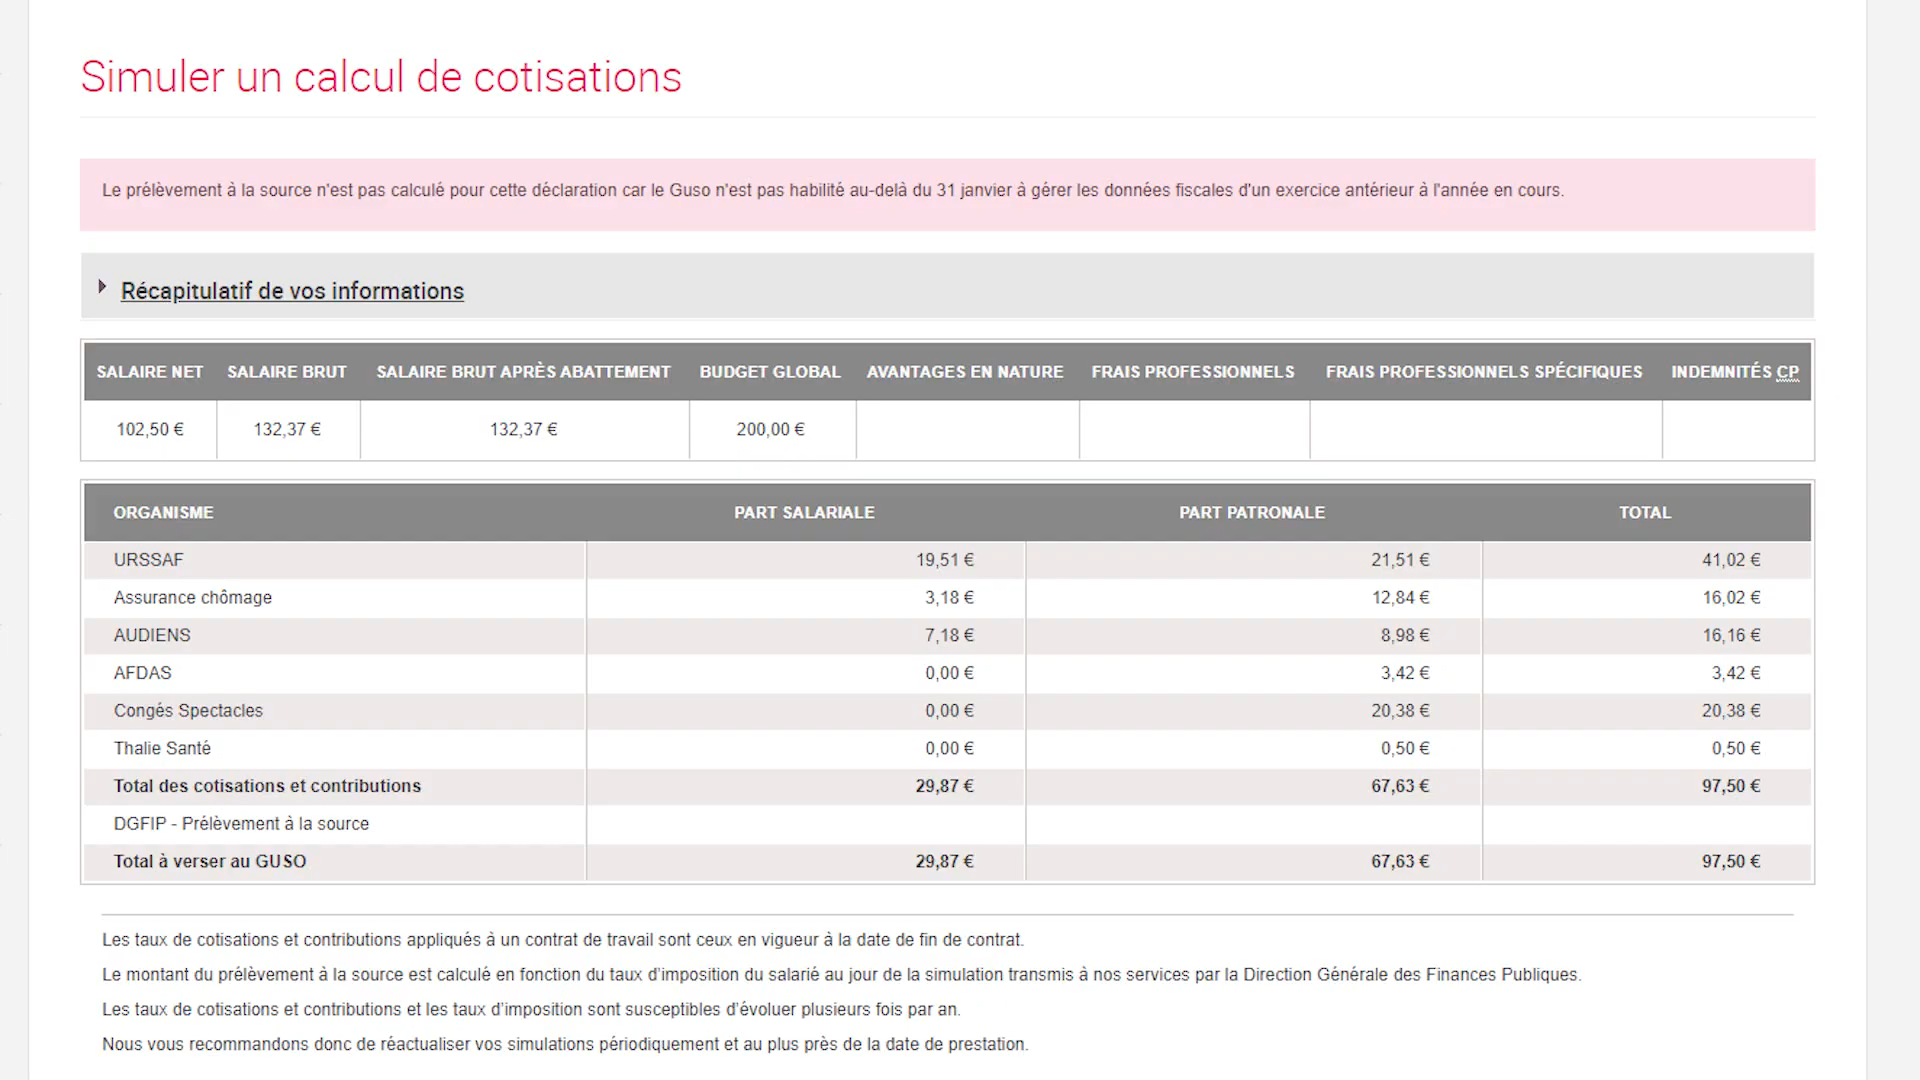 Simuler un calcul de cotisations
Le prélèvement à la source n'est pas calculé pour cette déclaration car le Guso n'est pas habilité au-delà du 31 janvier à gérer les données fiscales d'un exercice antérieur à l'année en cours.
Récapitulatif de vos informations
SALAIRE NET SALAIRE BRUT SALAIRE BRUT APRÈS ABATTEMENT BUDGET GLOBAL AVANTAGES EN NATURE FRAIS PROFESSIONNELS FRAIS PROFESSIONNELS SPÉCIFIQUES INDEMNITÉS CP
102,50 € 132,37 € 132,37 € 200,00 €
ORGANISME PART SALARIALE PART PATRONALE TOTAL
URSSAF 19,51 € 21,51 € 41,02 €
Assurance chômage 3,18 € 12,84 € 16,02 €
AUDIENS 7,18 € 8,98 € 16,16 €
AFDAS 0,00 € 3,42 € 3,42 €
Congés Spectacles 0,00 € 20,38 € 20,38 €
Thalie Santé 0,00 € 0,50 € 0,50 €
Total des cotisations et contributions 29,87 € 67,63 € 97,50 €
DGFIP - Prélèvement à la source
Total à verser au GUSO 29,87 € 67,63 € 97,50 €
Les taux de cotisations et contributions appliqués à un contrat de travail sont ceux en vigueur à la date de fin de contrat.
Le montant du prélèvement à la source est calculé en fonction du taux d'imposition du salarié au jour de la simulation transmis à nos services par la Direction Générale des Finances Publiques.
Les taux de cotisations et contributions et les taux d'imposition sont susceptibles d'évoluer plusieurs fois par an.
Nous vous recommandons donc de réactualiser vos simulations périodiquement et au plus près de la date de prestation.